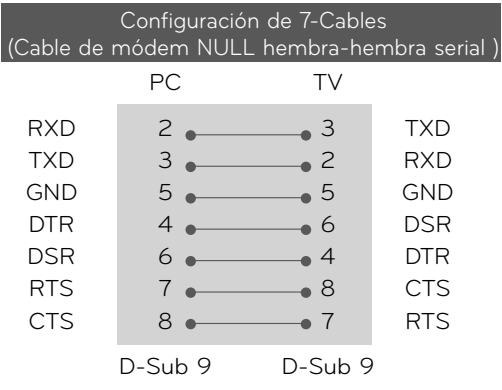 Configuración de 7-Cables
(Cable de módem NULL hembra-hembra serial )
PC TV
RXD 2 3 TXD
TXD 3 2 RXD
GND 5 5 GND
DTR 4 6 DSR
DSR 6 4 DTR
RTS 7 8 CTS
CTS 8 7 RTS
D-Sub 9 D-Sub 9